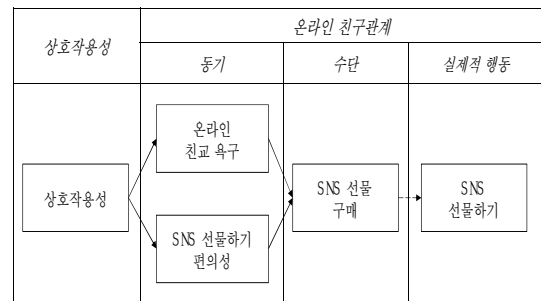 상호작용성
온라인 친구관계
동기
수단
실제적 행동
상호작용성
온라인
친교 욕구
SNS 선물하기
편의성
SNS 선물
구매
SNS
선물하기